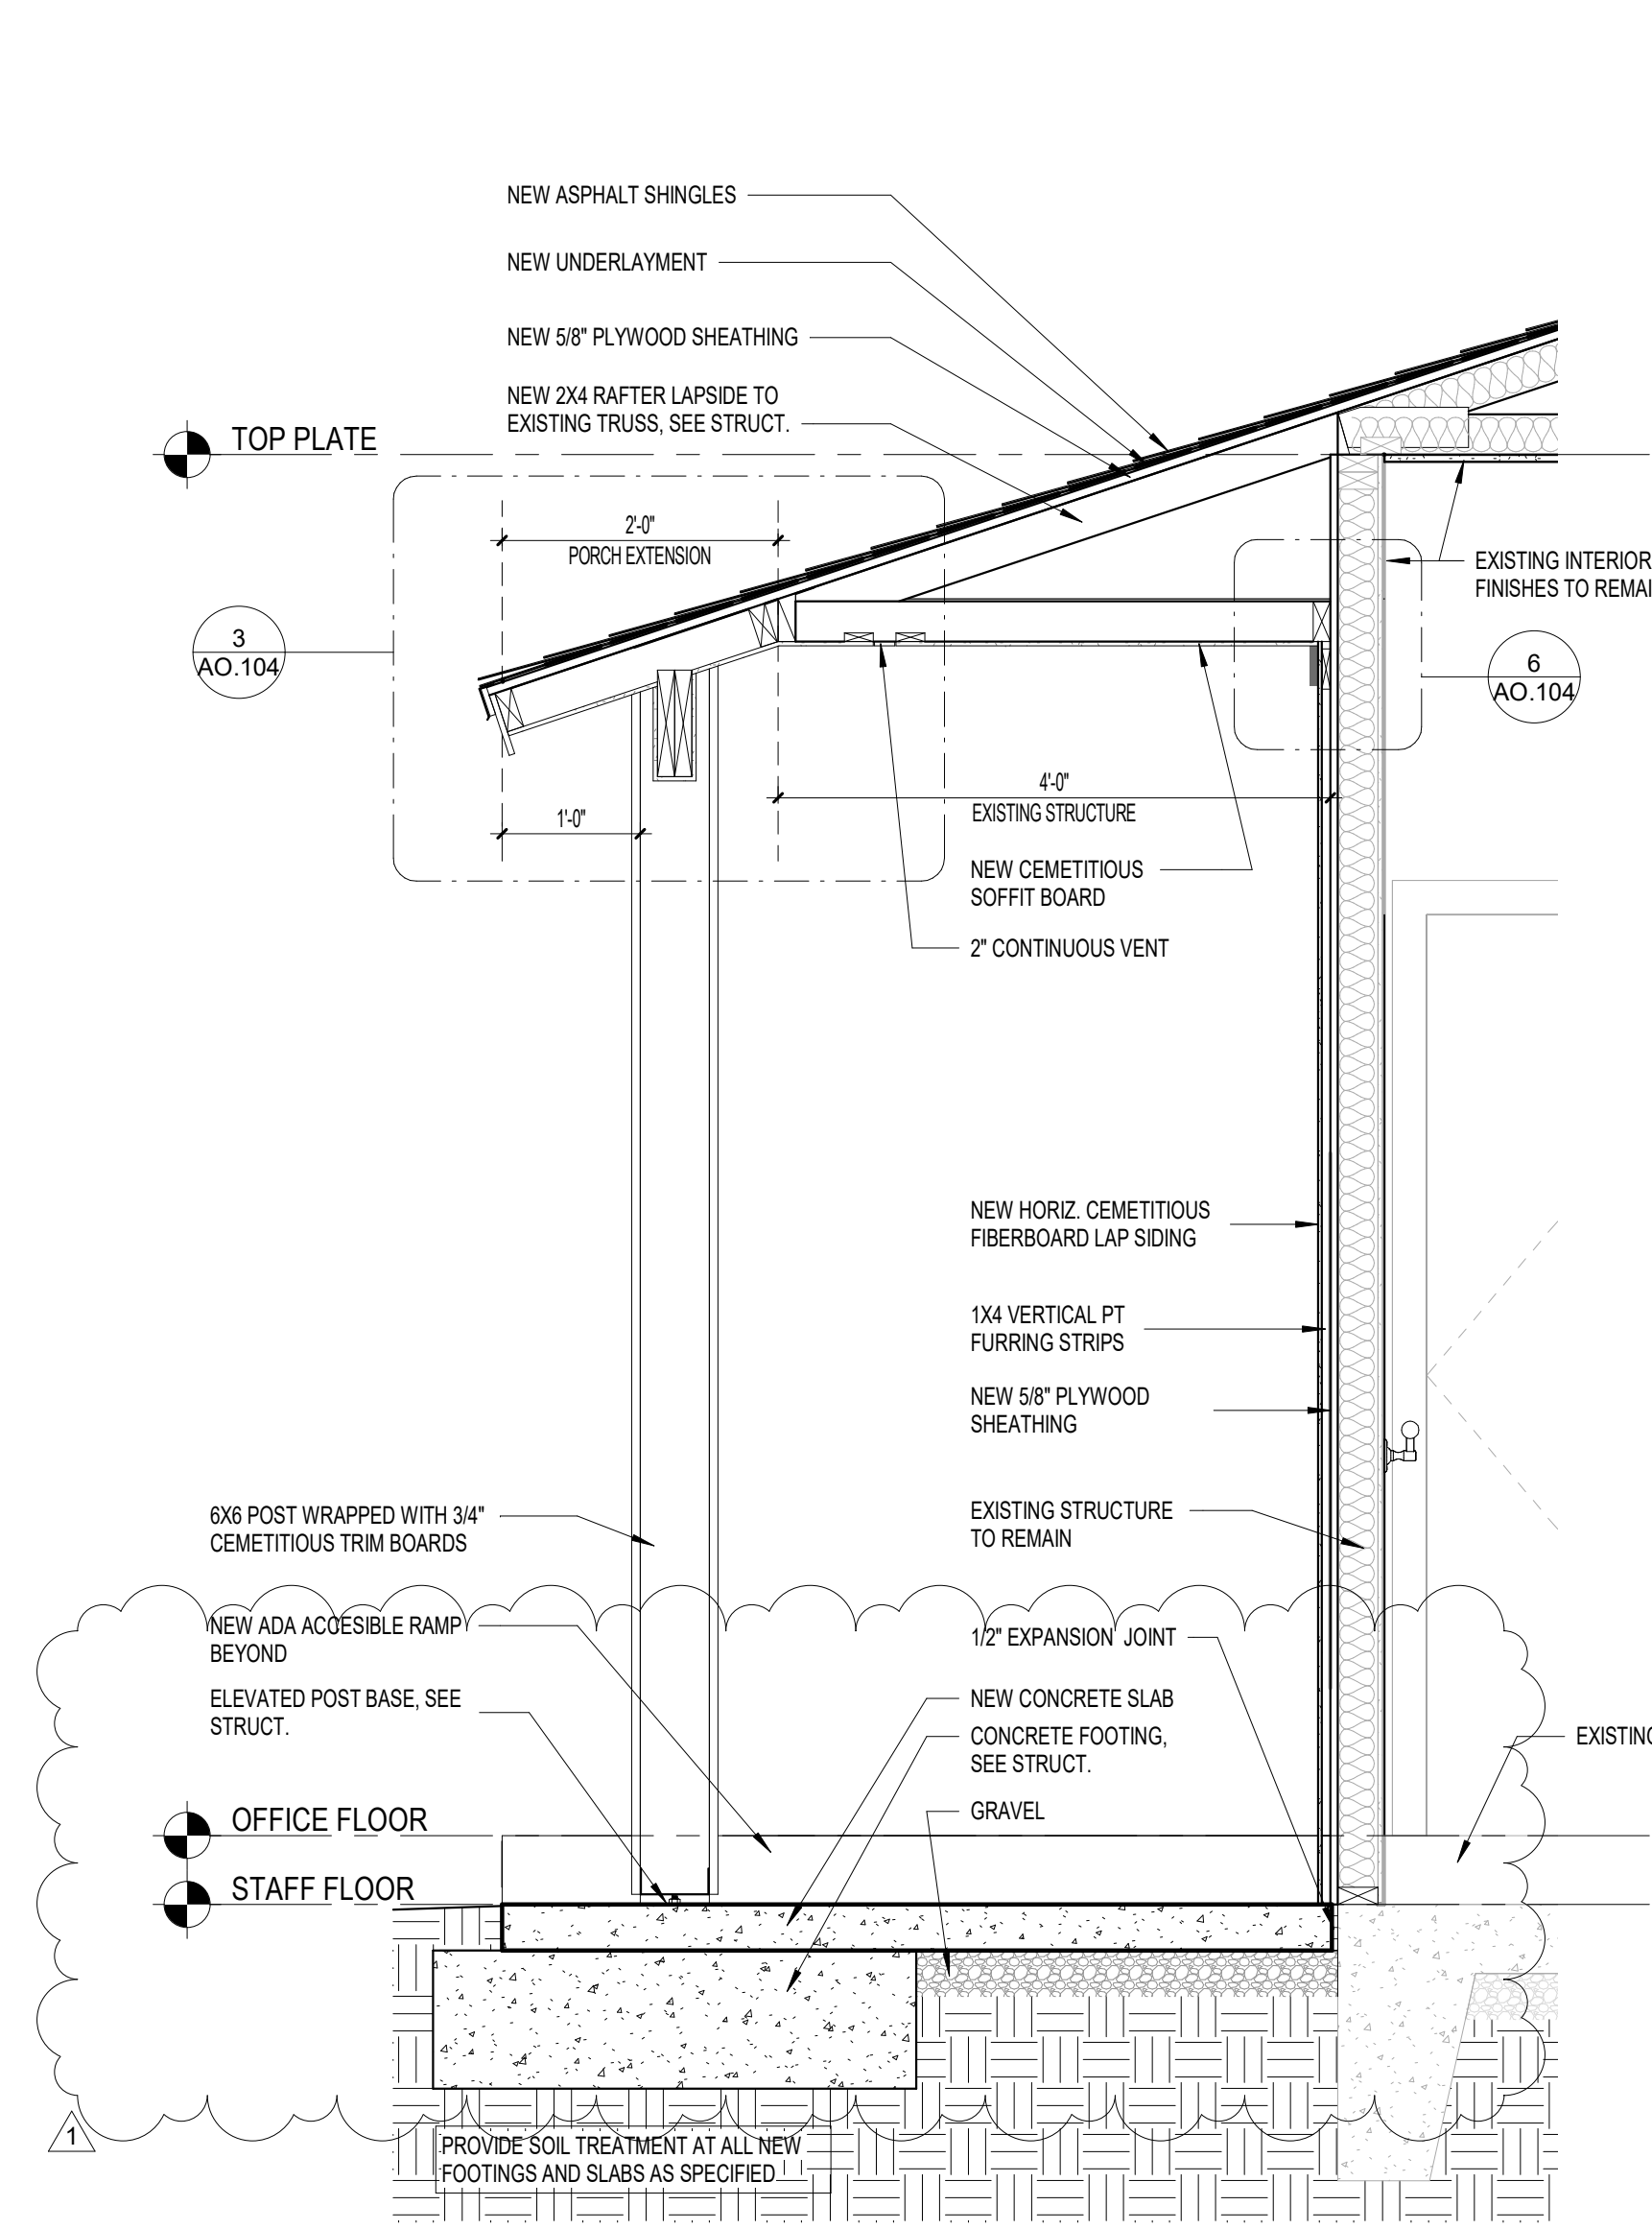 NEW ASPHALT SHINGLES
NEW UNDERLAYMENT
NEW 5/8" PLYWOOD SHEATHING
NEW 2X4 RAFTER LAPSIDE TO
EXISTING TRUSS, SEE STRUCT.
TOP PLATE
2'-0"
PORCH EXTENSION
EXISTING INTERIOR
FINISHES TO REMAI
3
AO.104
6
AO.104
4'-0"
EXISTING STRUCTURE
1'-0"
NEW CEMETITIOUS
SOFFIT BOARD
2" CONTINUOUS VENT
NEW HORIZ. CEMETITIOUS
FIBERBOARD LAP SIDING
1X4 VERTICAL PT
FURRING STRIPS
NEW 5/8" PLYWOOD
SHEATHING
6X6 POST WRAPPED WITH 3/4"
CEMETITIOUS TRIM BOARDS
EXISTING STRUCTURE
TO REMAIN
NEW ADA ACCESIBLE RAMP
BEYOND
1/2" EXPANSION JOINT
ELEVATED POST BASE, SEE
STRUCT.
NEW CONCRETE SLAB
CONCRETE FOOTING,
SEE STRUCT.
EXISTING
GRAVEL
OFFICE FLOOR
STAFF FLOOR
1
PROVIDE SOIL TREATMENT AT ALL NEW
FOOTINGS AND SLABS AS SPECIFIED